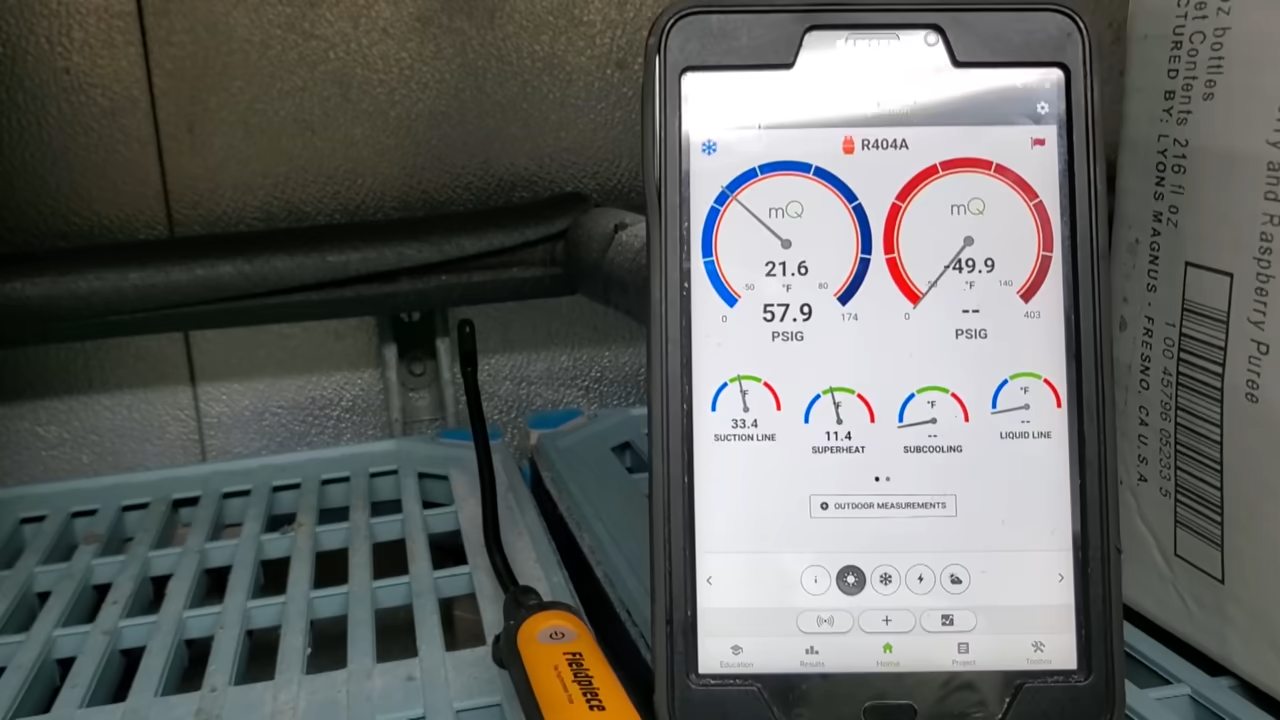 R404A
mQ
mQ
21.6
°F
-50
80
57.9
0
174
PSIG
-49.9
°F
140
0
--
403
PSIG
°F
33.4
SUCTION LINE
°F
11.4
SUPERHEAT
°F
--
SUBCOOLING
°F
--
LIQUID LINE
OUTDOOR MEASUREMENTS
Education
Results
Home
Project
Toolbox
Fieldpiece
oz bottles
et Contents 216 fl oz
CTURED BY: LYONS MAGNUS - FRESNO, CA U.S.A.
1 00 45796 05233 5
ry and Raspberry Puree